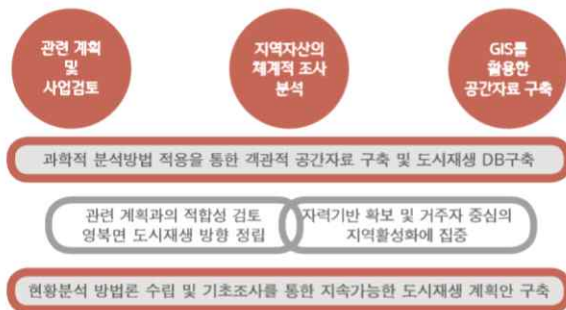 관련 계획
및
사업검토
지역자산의
체계적 조사
분석
GIS를
활용한
공간자료 구축
과학적 분석방법 적용을 통한 객관적 공간자료 구축 및 도시재생 DB구축
관련 계획과의 적합성 검토
영북면 도시재생 방향 정립
자력기반 확보 및 거주자 중심의
지역활성화에 집중
현황분석 방법론 수립 및 기초조사를 통한 지속가능한 도시재생 계획안 구축